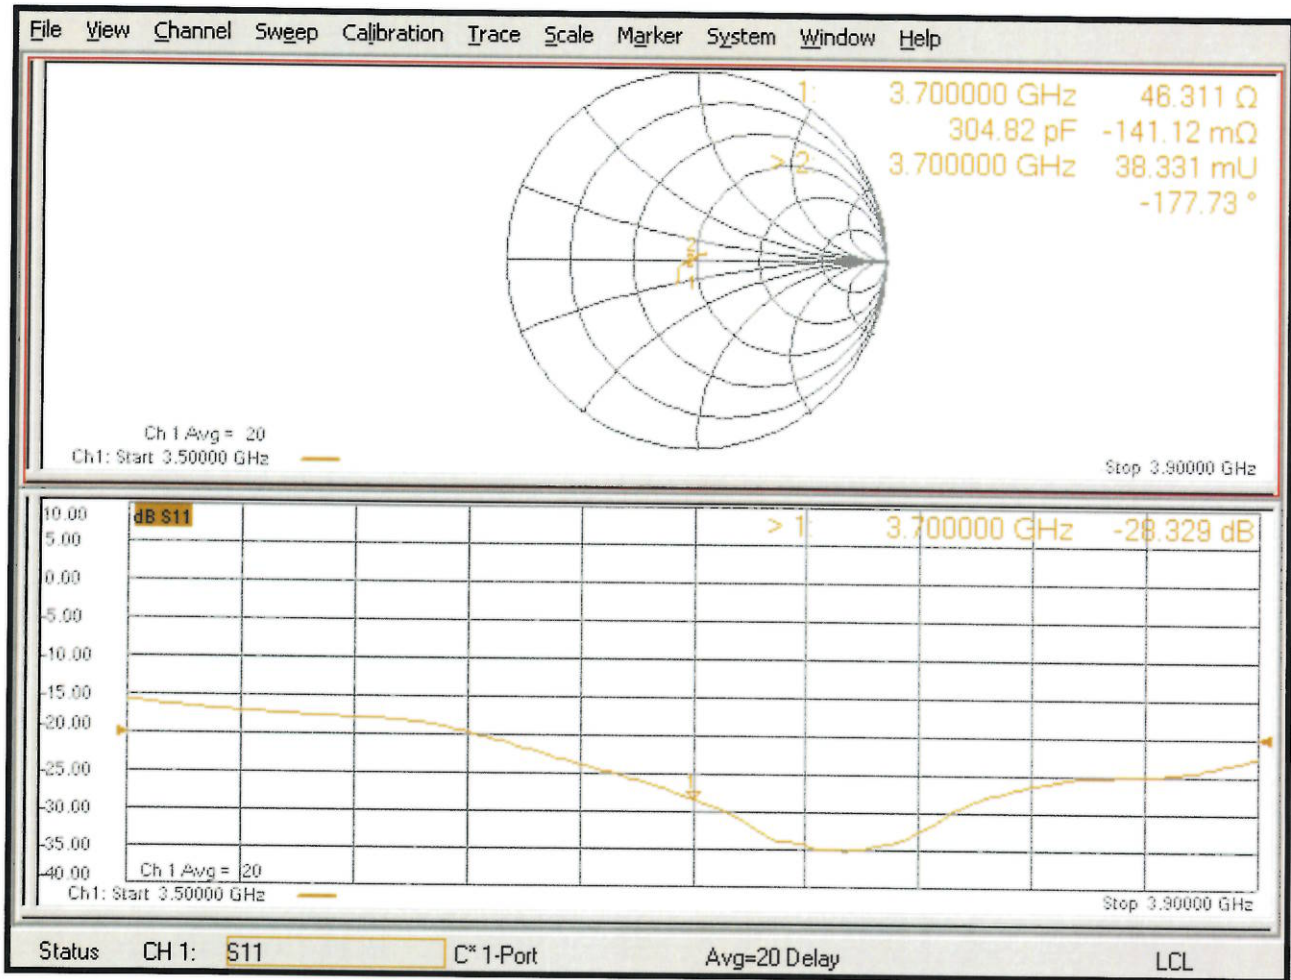 File View Channel Sweep Calibration Trace Scale Marker System Window Help
1: 3.700000 GHz 46.311 Ω
304.82 pF -141.12 mΩ
> 2: 3.700000 GHz 38.331 mU
-177.73 °
2
1
Ch 1 Avg = 20
Ch1: Start 3.50000 GHz
Stop 3.90000 GHz
10.00
dB S11
> 1: 3.700000 GHz -28.329 dB
5.00
0.00
-5.00
-10.00
-15.00
-20.00
-25.00
1
-30.00
-35.00
-40.00
Ch 1 Avg = 20
Ch1: Start 3.50000 GHz
Stop 3.90000 GHz
Status CH 1: S11 C* 1-Port Avg=20 Delay LCL